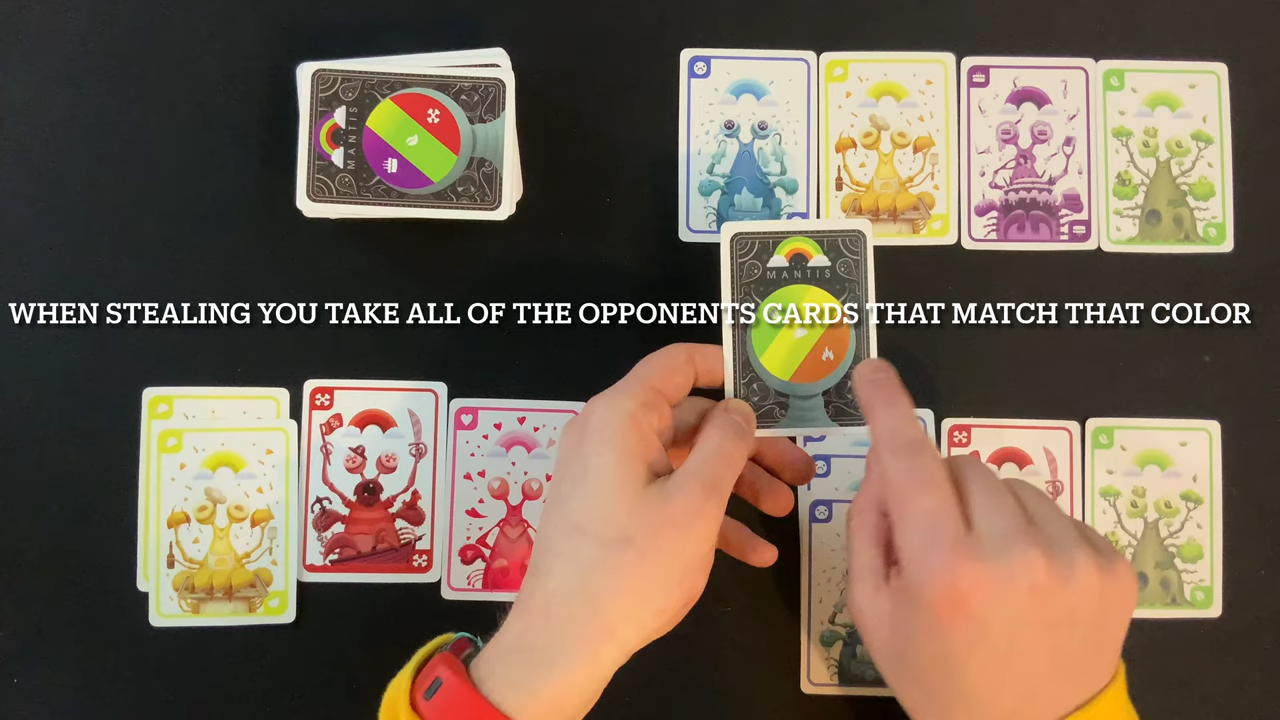 MANTIS
MANTIS
WHEN STEALING YOU TAKE ALL OF THE OPPONENTS CARDS THAT MATCH THAT COLOR